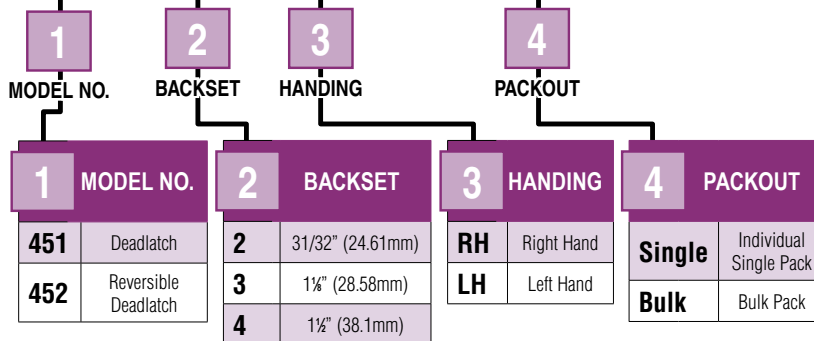 1 2 3 4
MODEL NO. BACKSET HANDING PACKOUT
1 MODEL NO.
451 Deadlatch
452 Reversible
Deadlatch
2 BACKSET
2 31/32” (24.61mm)
3 1⅛” (28.58mm)
4 1½” (38.1mm)
3 HANDING
RH Right Hand
LH Left Hand
4 PACKOUT
Single Individual
Single Pack
Bulk Bulk Pack